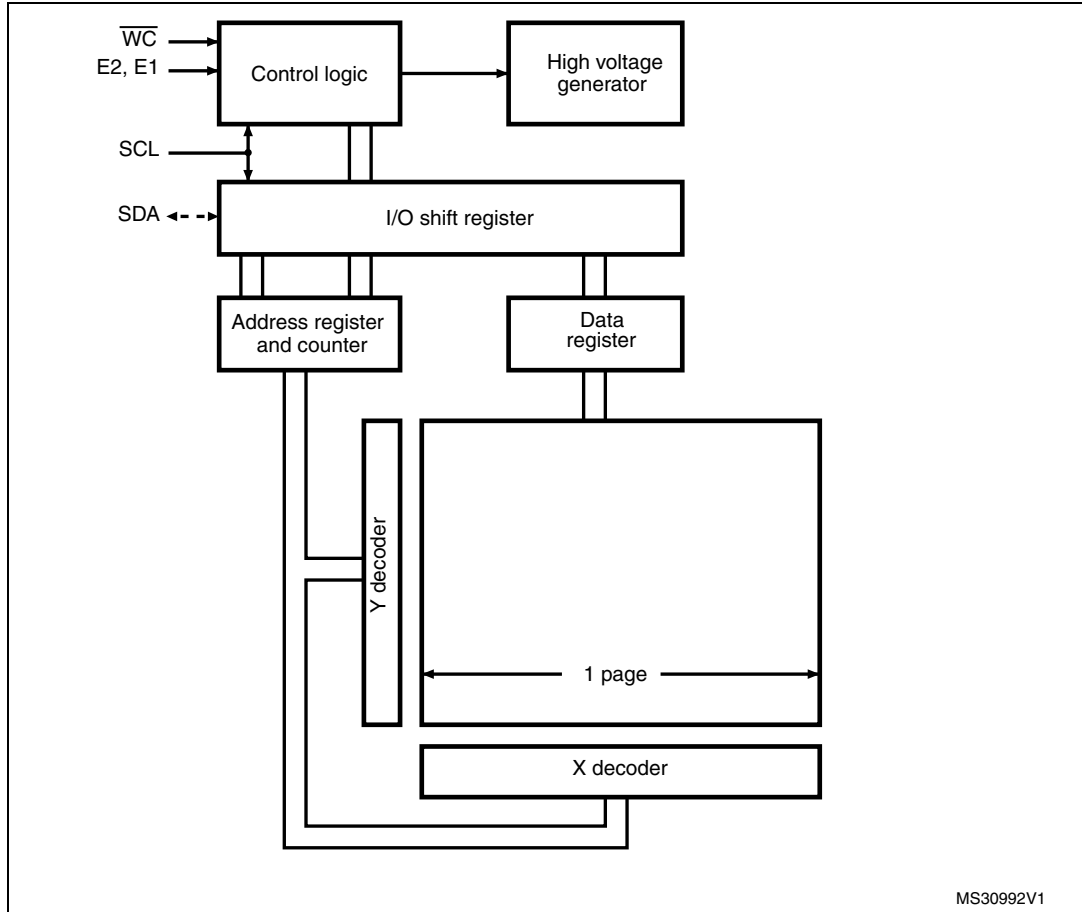 W̅C̅
E2, E1
Control logic
High voltage
generator
SCL
SDA
I/O shift register
Address register
and counter
Data
register
Y decoder
1 page
X decoder
MS30992V1